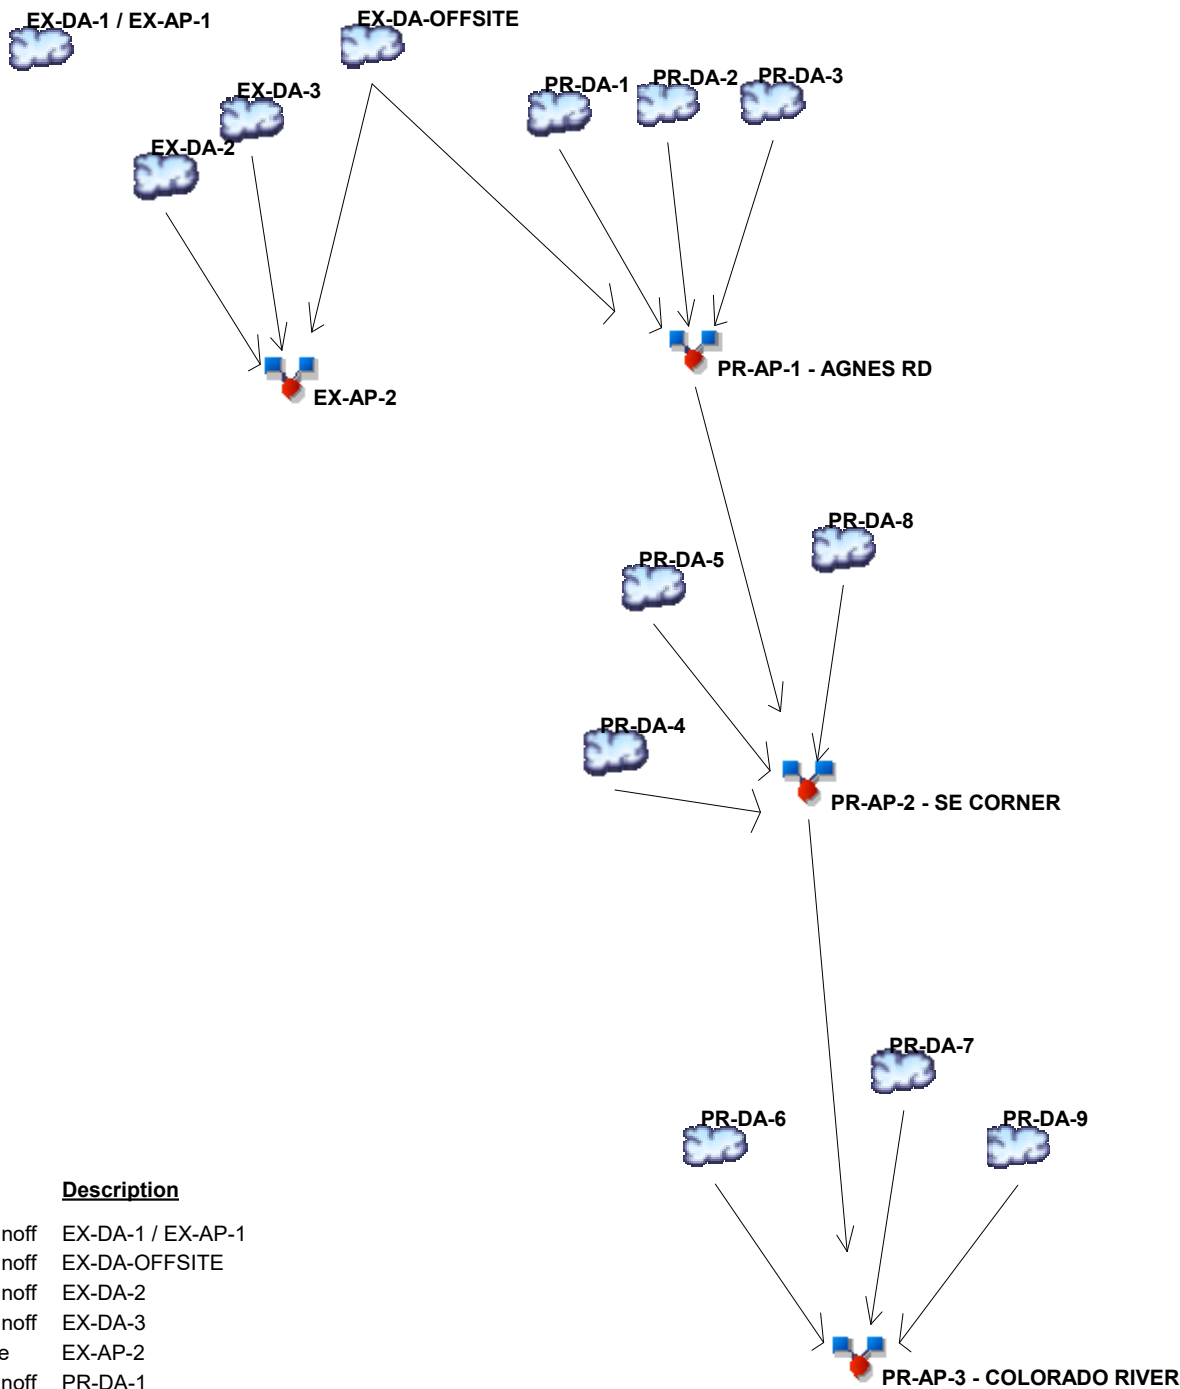 EX-DA-1 / EX-AP-1
EX-DA-OFFSITE
EX-DA-3
PR-DA-1
PR-DA-2
PR-DA-3
EX-DA-2
PR-AP-1 - AGNES RD
EX-AP-2
PR-DA-8
PR-DA-5
PR-DA-4
PR-AP-2 - SE CORNER
PR-DA-7
PR-DA-6
PR-DA-9
Description
noff EX-DA-1 / EX-AP-1
noff EX-DA-OFFSITE
noff EX-DA-2
noff EX-DA-3
e EX-AP-2
noff PR-DA-1
PR-AP-3 - COLORADO RIVER